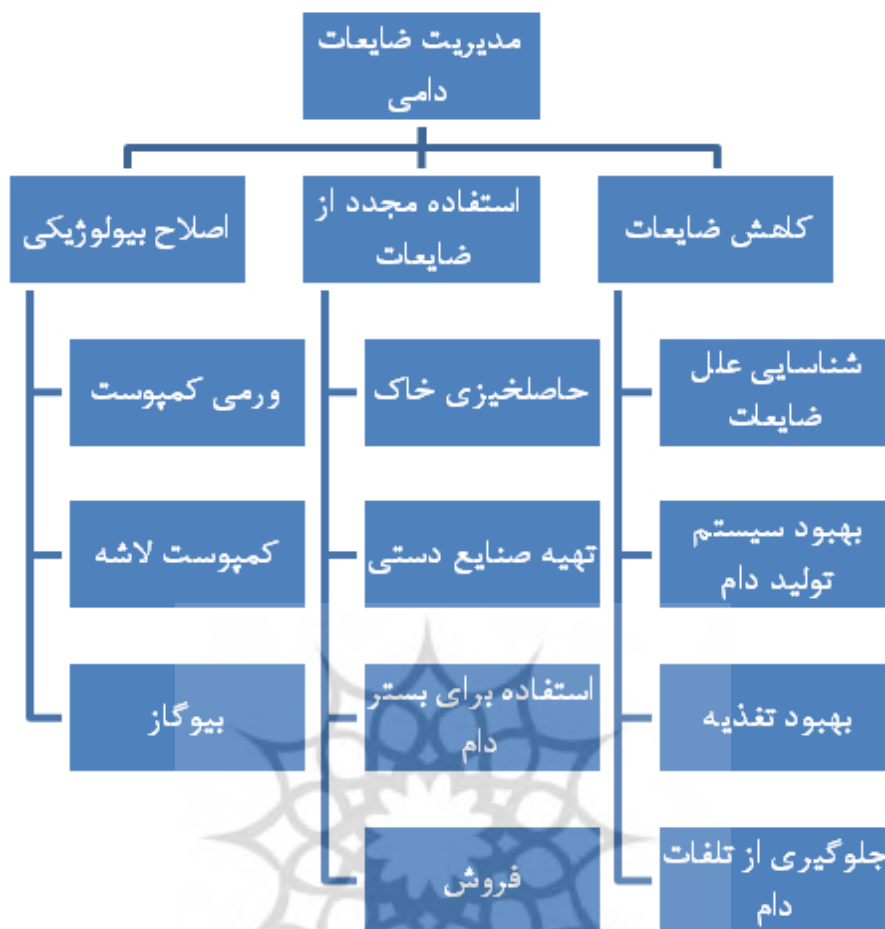 مدیریت ضایعات
دامی
کاهش ضایعات
شناسایی علل
ضایعات
بهبود سیستم
تولید دام
بهبود تغذیه
جلوگیری از تلفات
دام
استفاده مجدد از
ضایعات
حاصلخیزی خاک
تهیه صنایع دستی
استفاده برای بستر
دام
فروش
اصلاح بیولوژیکی
ورمی کمپوست
کمپوست لاشه
بیوگاز